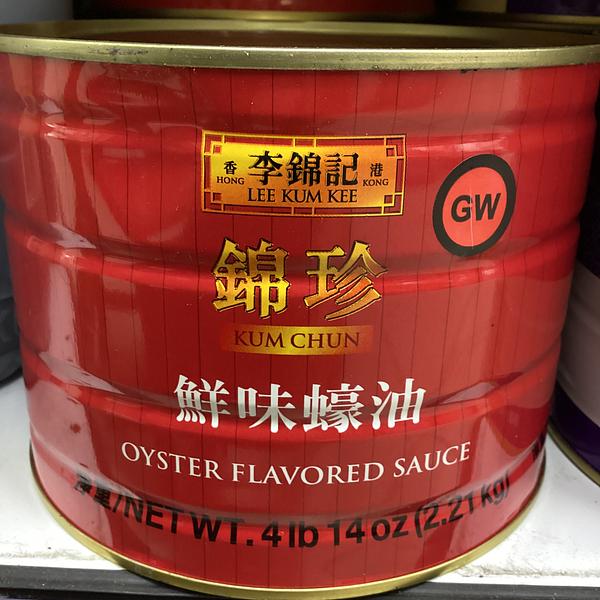 香 李錦記 港
HONG LEE KUM KEE KONG
GW
錦珍
KUM CHUN
鮮味蠔油
OYSTER FLAVORED SAUCE
淨重/NET WT. 4 lb 14 oz (2.21 kg)